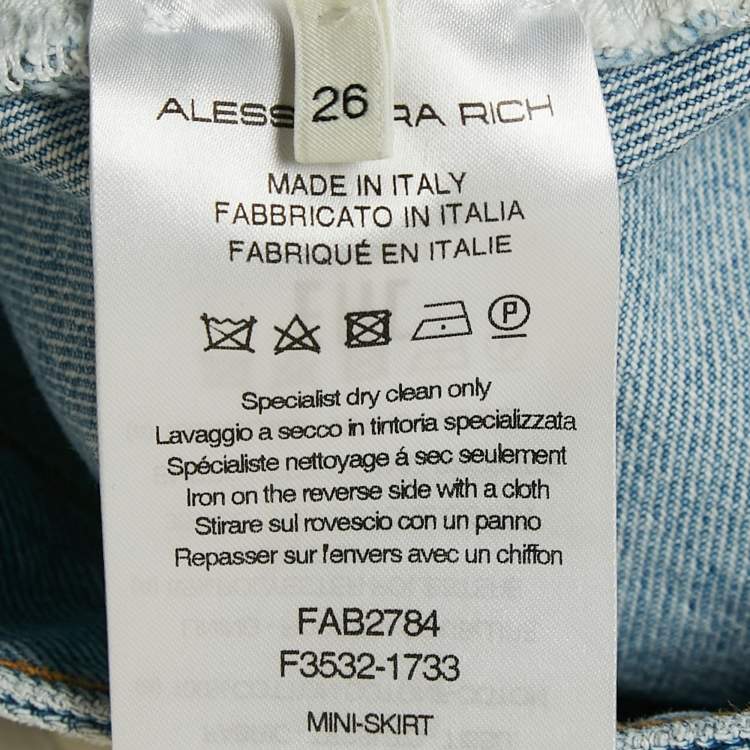 26
ALESS RA RICH
MADE IN ITALY
FABBRICATO IN ITALIA
FABRIQUÉ EN ITALIE
P
Specialist dry clean only
Lavaggio a secco in tintoria specializzata
Spécialiste nettoyage á sec seulement
Iron on the reverse side with a cloth
Stirare sul rovescio con un panno
Repasser sur l'envers avec un chiffon
FAB2784
F3532-1733
MINI-SKIRT